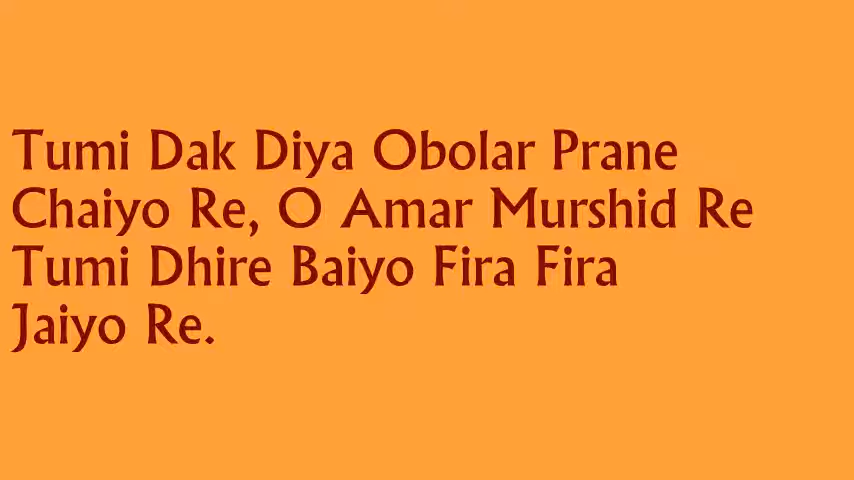 Tumi Dak Diya Obolar Prane
Chaiyo Re, O Amar Murshid Re
Tumi Dhire Baiyo Fira Fira
Jaiyo Re.